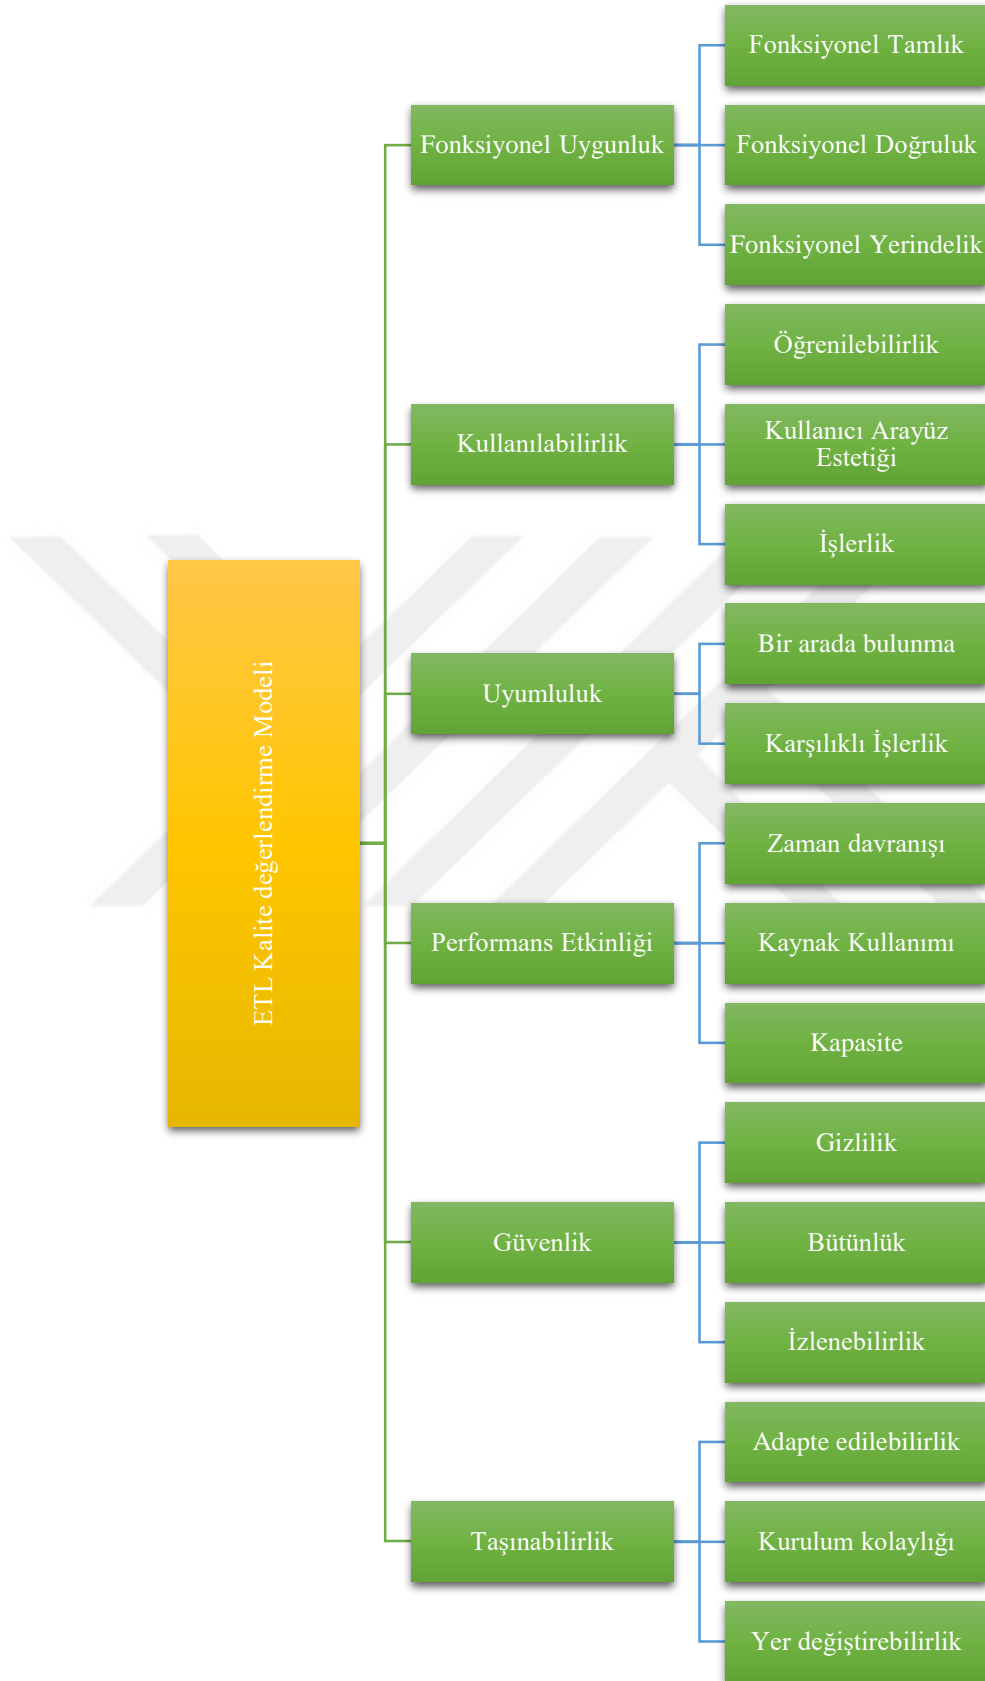 ETL Kalite değerlendirme Modeli
Fonksiyonel Uygunluk
Fonksiyonel Tamlık
Fonksiyonel Doğruluk
Fonksiyonel Yerindelik
Kullanılabilirlik
Öğrenilebilirlik
Kullanıcı Arayüz
Estetiği
İşlerlik
Uyumluluk
Bir arada bulunma
Karşılıklı İşlerlik
Performans Etkinliği
Zaman davranışı
Kaynak Kullanımı
Kapasite
Güvenlik
Gizlilik
Bütünlük
İzlenebilirlik
Taşınabilirlik
Adapte edilebilirlik
Kurulum kolaylığı
Yer değiştirebilirlik